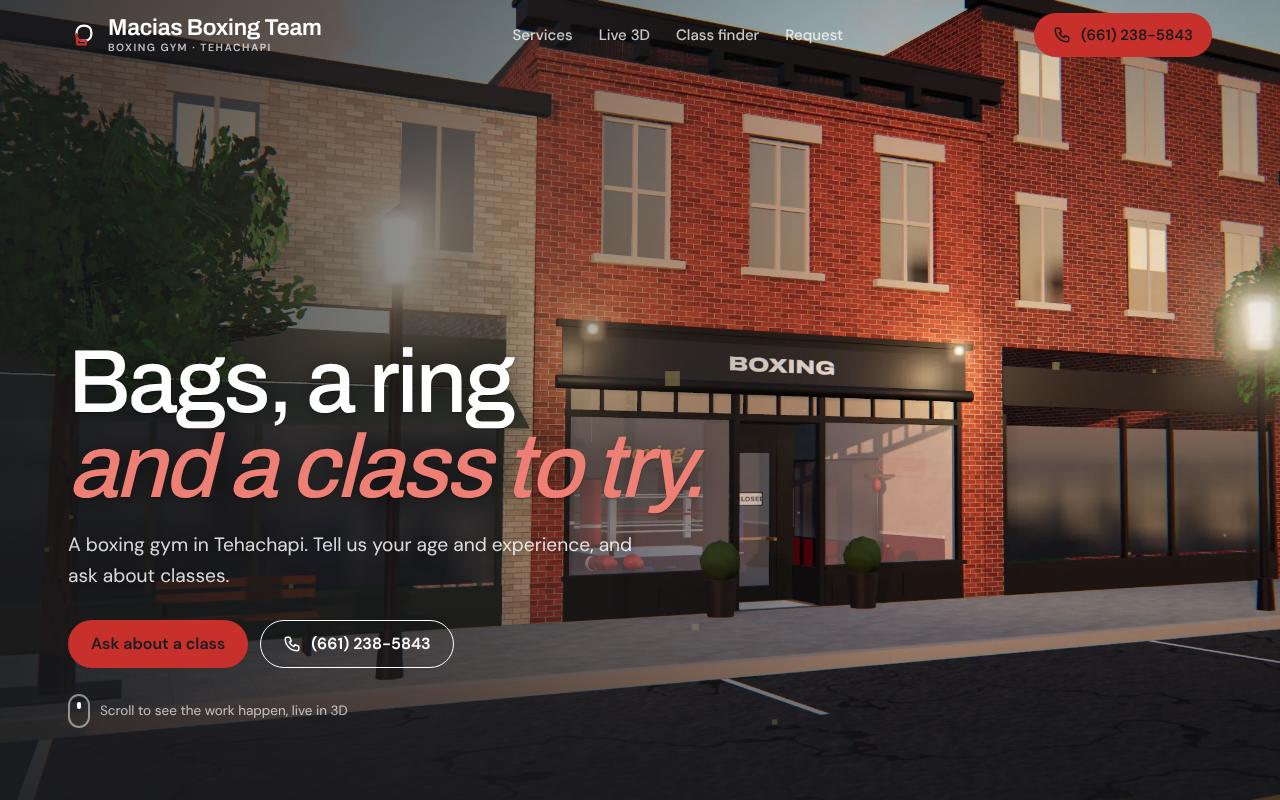 Macias Boxing Team
BOXING GYM · TEHACHAPI
Services
Live 3D
Class finder
Request
(661) 238-5843
BOXING
Bags, a ring
and a class to try.
A boxing gym in Tehachapi. Tell us your age and experience, and
ask about classes.
Ask about a class
(661) 238-5843
Scroll to see the work happen, live in 3D